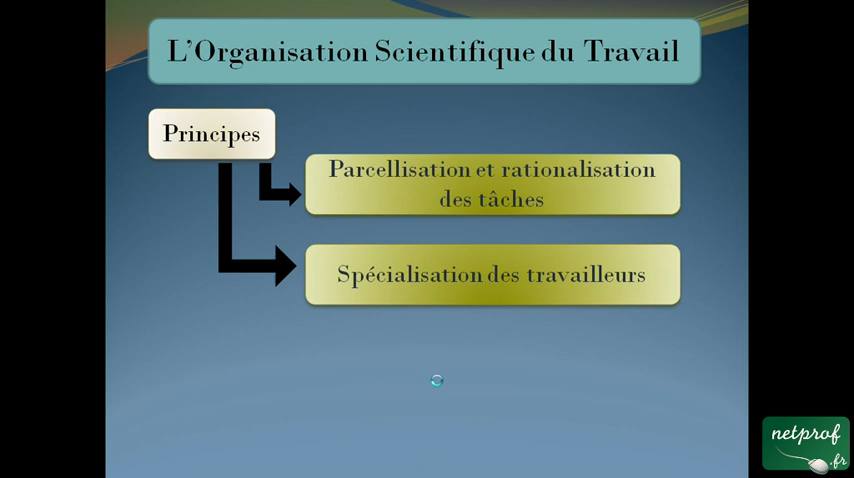 L'Organisation Scientifique du Travail
Principes
Parcellisation et rationalisation
des tâches
Spécialisation des travailleurs
netprof
.fr